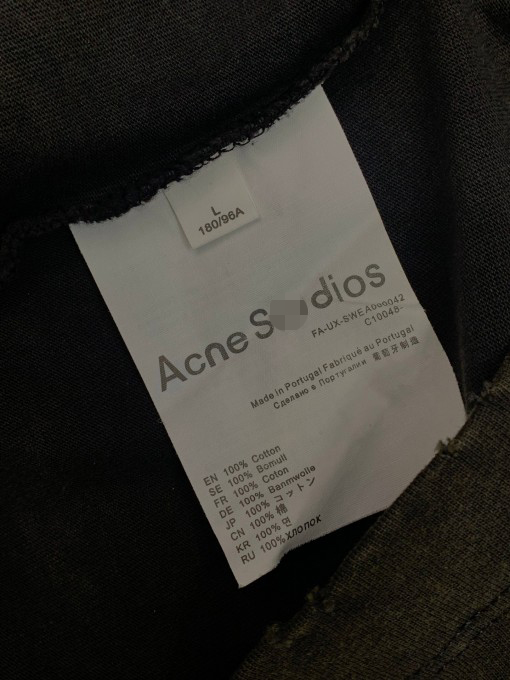 L
180/96A
Acne S dios
FA-UX-SWEA000042
C10048-
Made in Portugal Fabriqué au Portugal
Сделано в Португалии 葡萄牙制造
EN 100% Cotton
SE 100% Bomull
FR 100% Coton
DE 100% Banmwolle
JP 100% コットン
CN 100% 棉
KR 100% 면
RU 100% хлопок